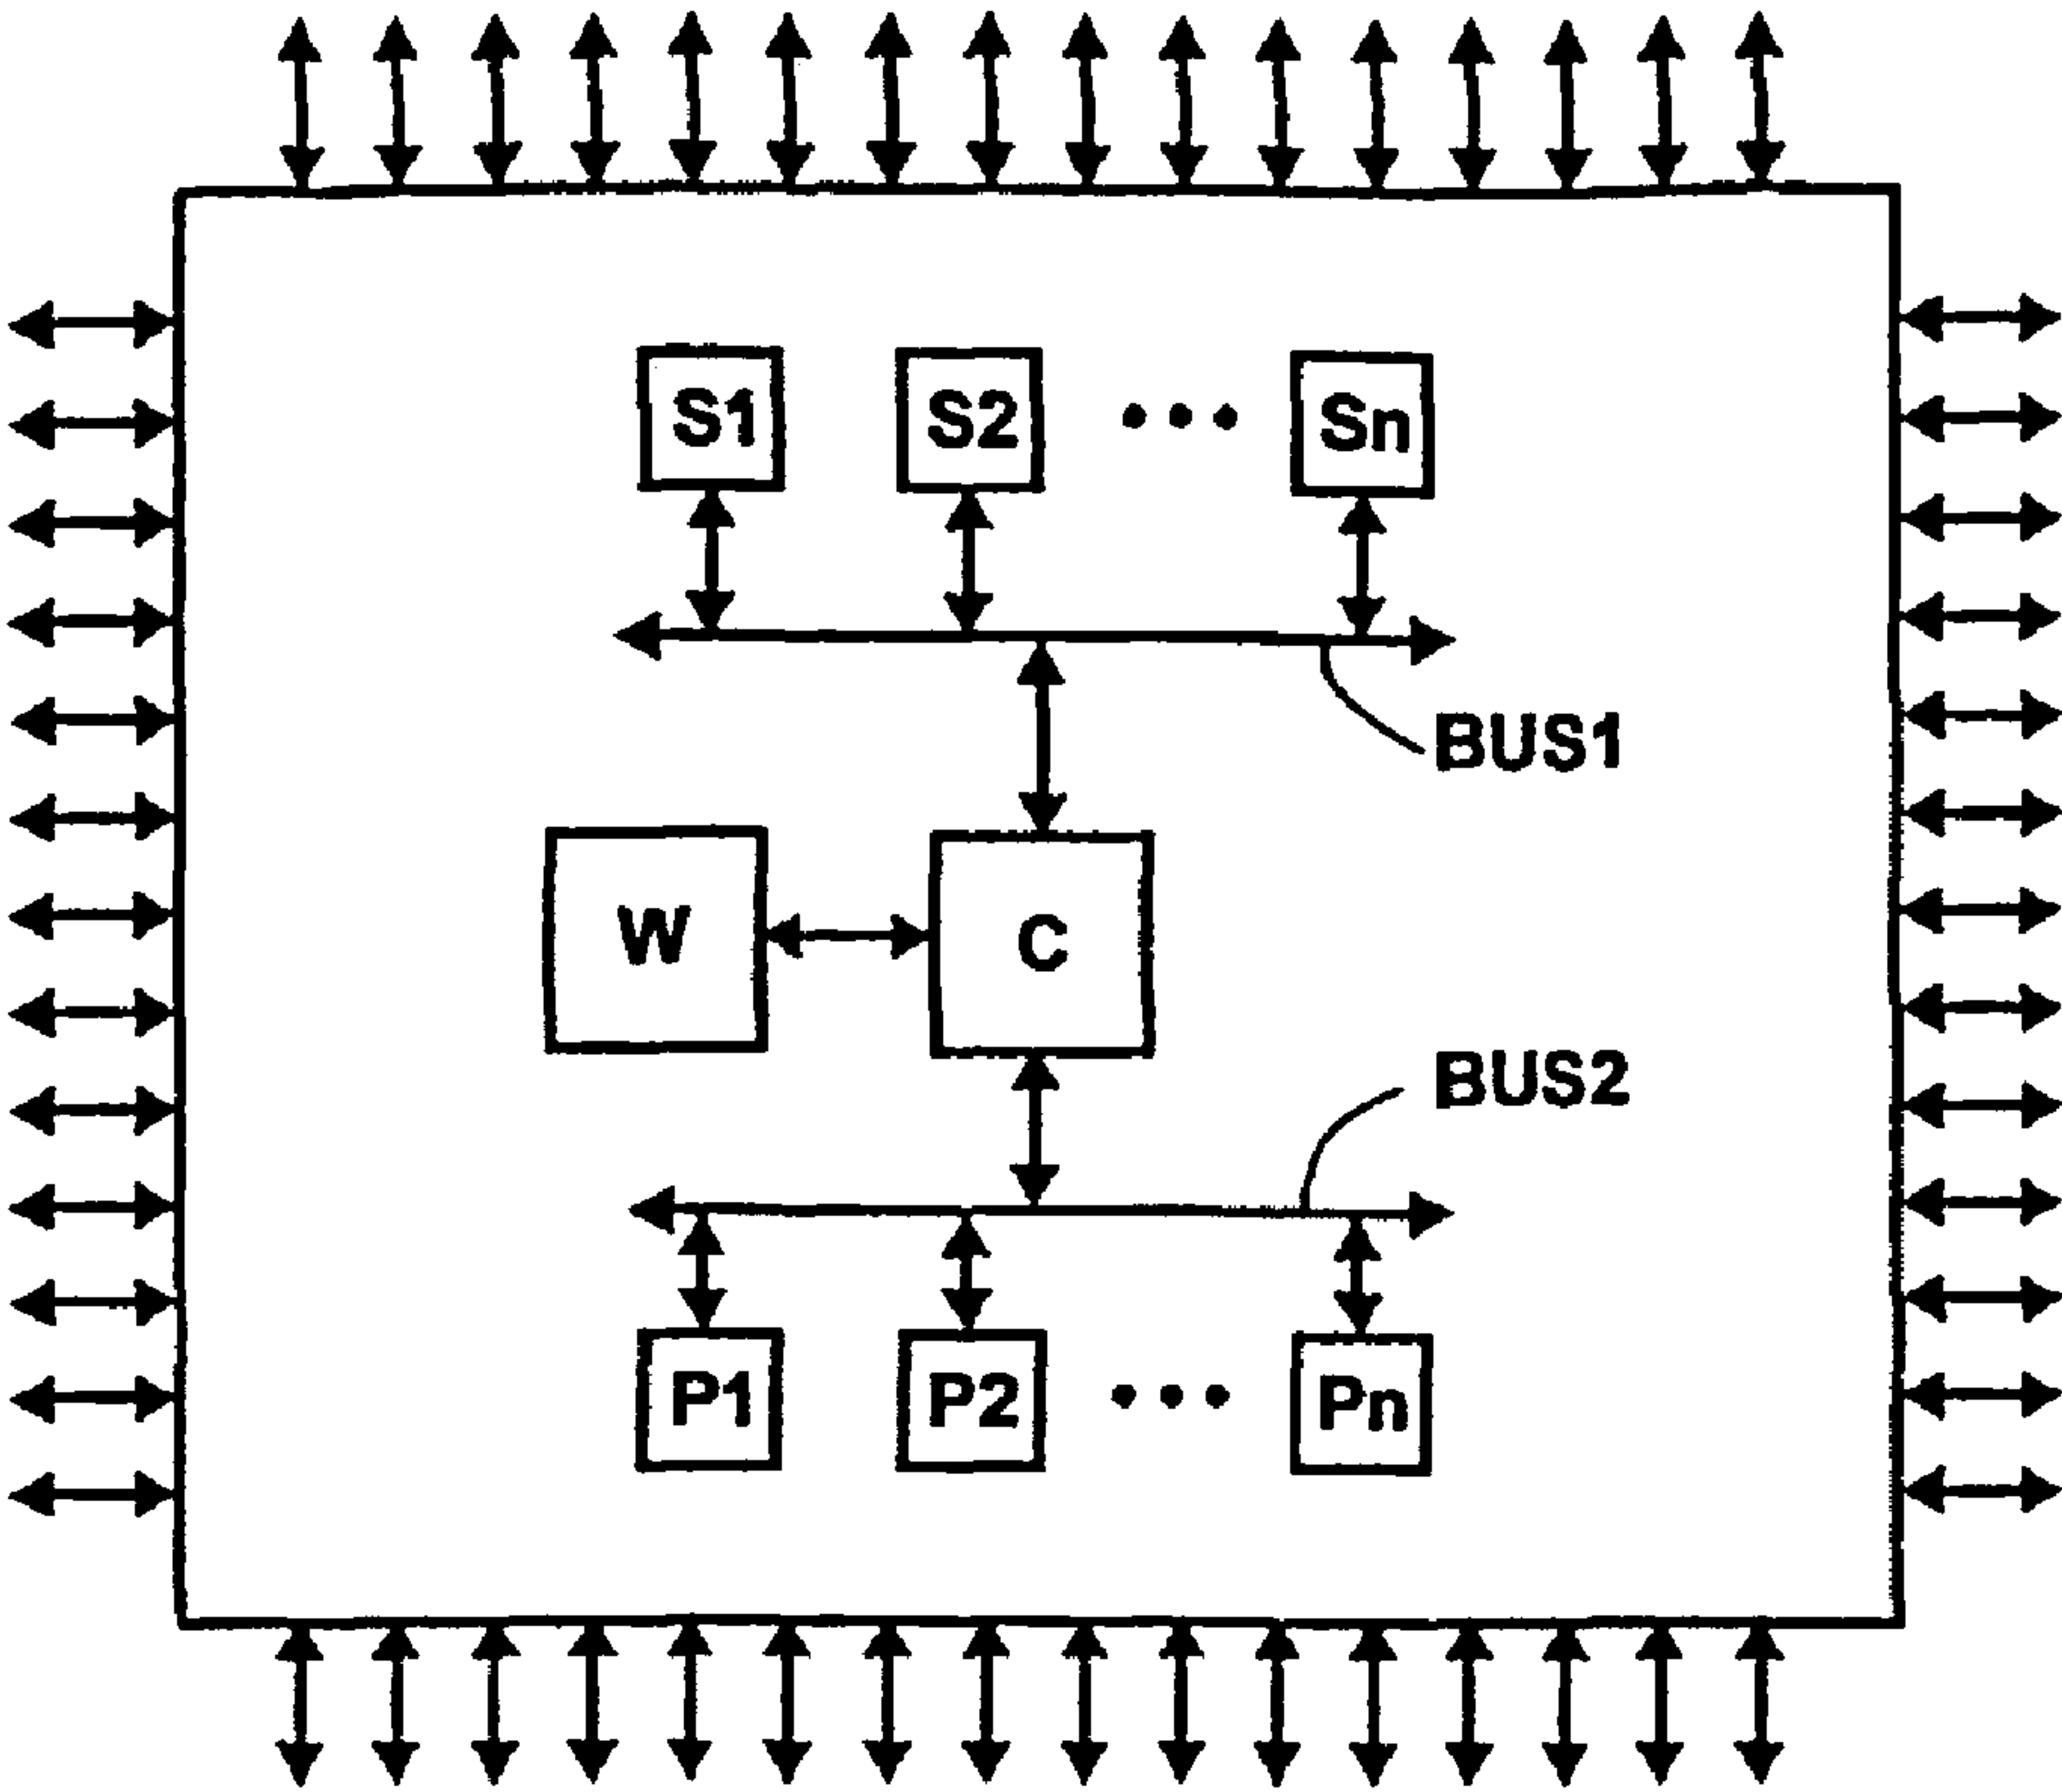 S1 S2 ••• Sn
BUS1
W C
BUS2
P1 P2 ••• Pn